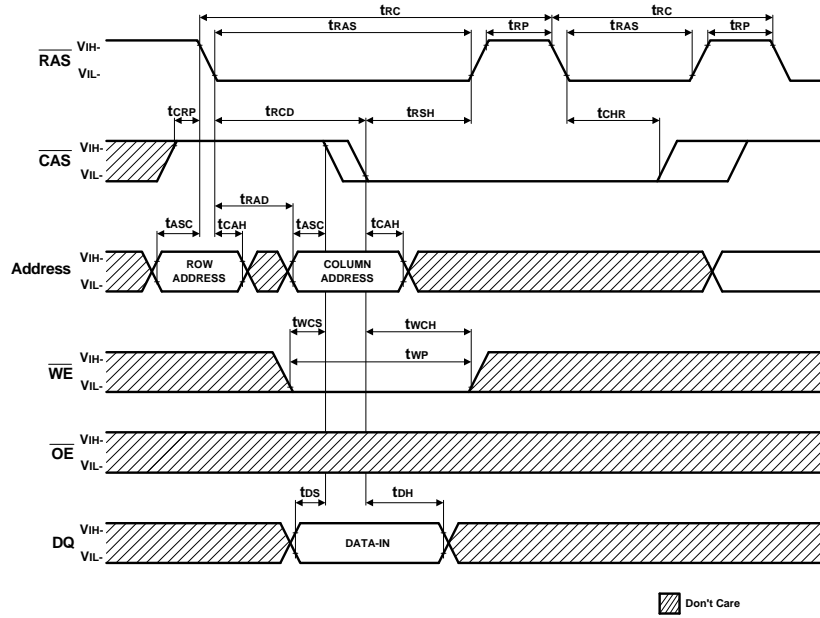 tRC tRC
tRAS tRP tRAS tRP
VIH-
RAS
VIL-
tCRP tRCD tRSH tCHR
VIH-
CAS
VIL-
tRAD
tASC tCAH tASC tCAH
VIH-
Address ROW ADDRESS COLUMN ADDRESS
VIL-
tWCS tWCH
tWP
VIH-
WE
VIL-
VIH-
OE
VIL-
tDS tDH
VIH-
DQ DATA-IN
VIL-
Don't Care